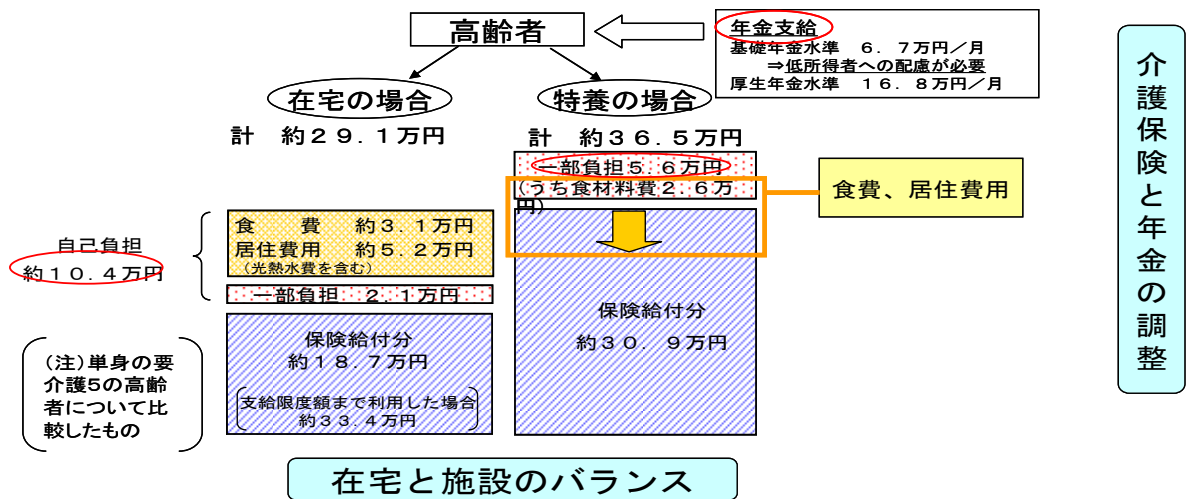 高齢者
年金支給
基礎年金水準　６．７万円／月
⇒低所得者への配慮が必要
厚生年金水準　１６．８万円／月
在宅の場合
特養の場合
計　約２９．１万円
計　約３６．５万円
一部負担５．６万円
(うち食材料費２．６万
円)
食費、居住費用
自己負担
約１０．４万円
食　　費　約３．１万円
居住費用　約５．２万円
（光熱水費を含む）
一部負担　２．１万円
保険給付分
約１８．７万円
支給限度額まで利用した場合
約３３．４万円
保険給付分
約３０．９万円
（注）単身の要
介護5の高齢
者について比
較したもの
在宅と施設のバランス
介護保険と年金の調整